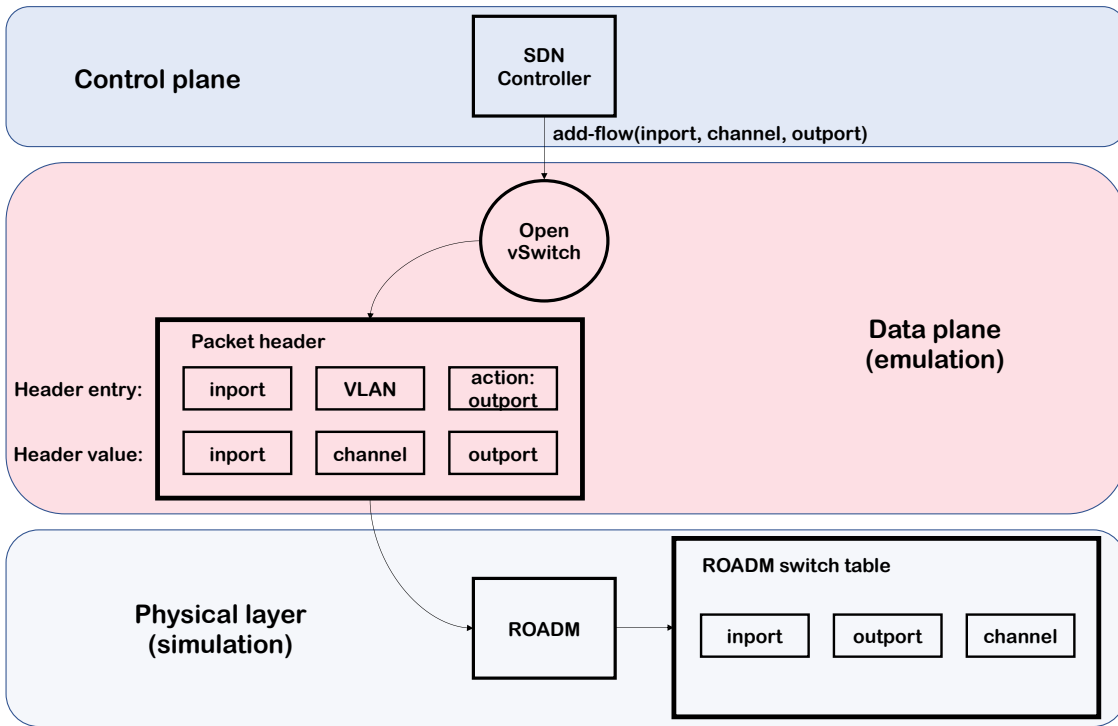 SDN
Controller
Control plane
add-flow(inport, channel, outport)
Open
vSwitch
Data plane
(emulation)
Packet header
Header entry:
inport
VLAN
action:
outport
Header value:
inport
channel
outport
Physical layer
(simulation)
ROADM
ROADM switch table
inport
outport
channel